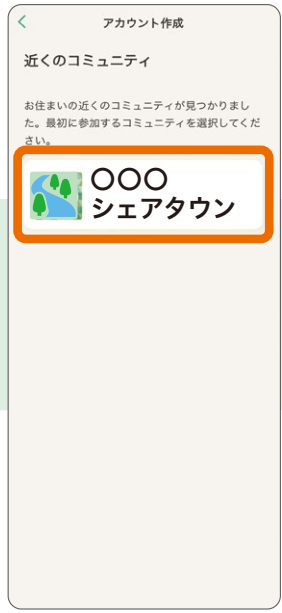 アカウント作成
近くのコミュニティ
お住まいの近くのコミュニティが見つかりまし
た。最初に参加するコミュニティを選択してくだ
さい。
〇〇〇
シェアタウン